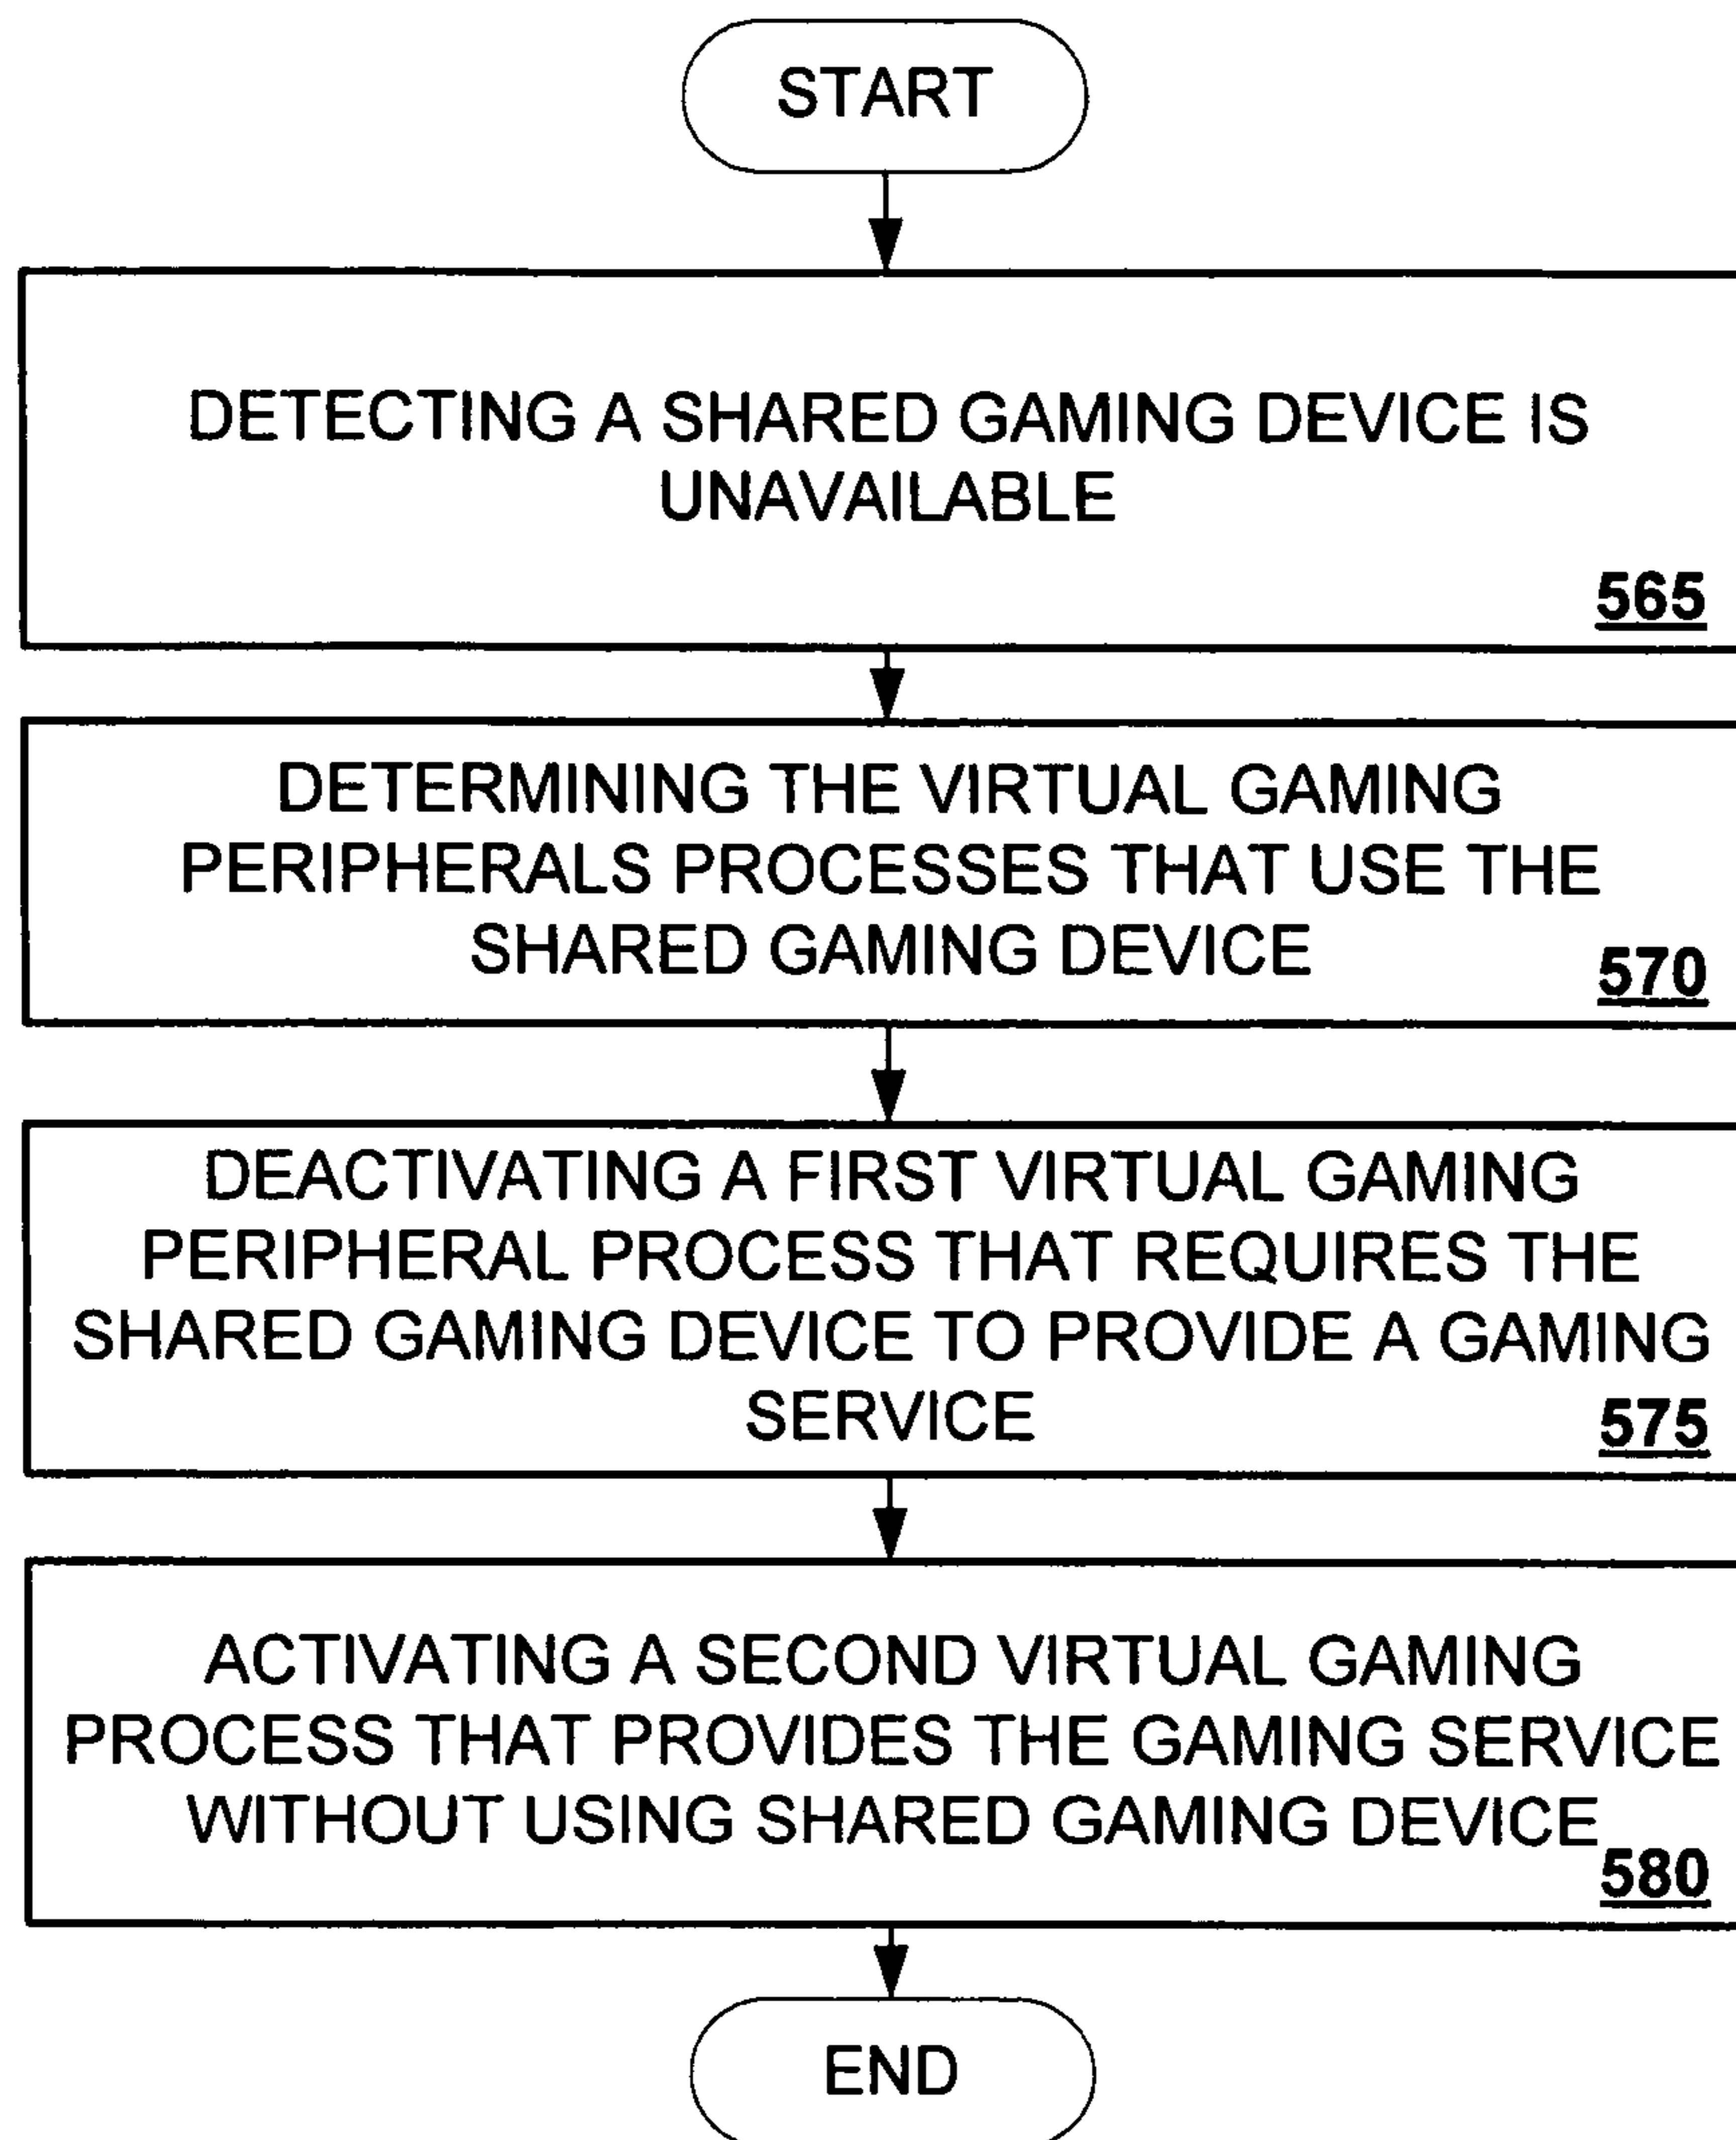 START
DETECTING A SHARED GAMING DEVICE IS
UNAVAILABLE
565
DETERMINING THE VIRTUAL GAMING
PERIPHERALS PROCESSES THAT USE THE
SHARED GAMING DEVICE
570
DEACTIVATING A FIRST VIRTUAL GAMING
PERIPHERAL PROCESS THAT REQUIRES THE
SHARED GAMING DEVICE TO PROVIDE A GAMING
SERVICE
575
ACTIVATING A SECOND VIRTUAL GAMING
PROCESS THAT PROVIDES THE GAMING SERVICE
WITHOUT USING SHARED GAMING DEVICE
580
END